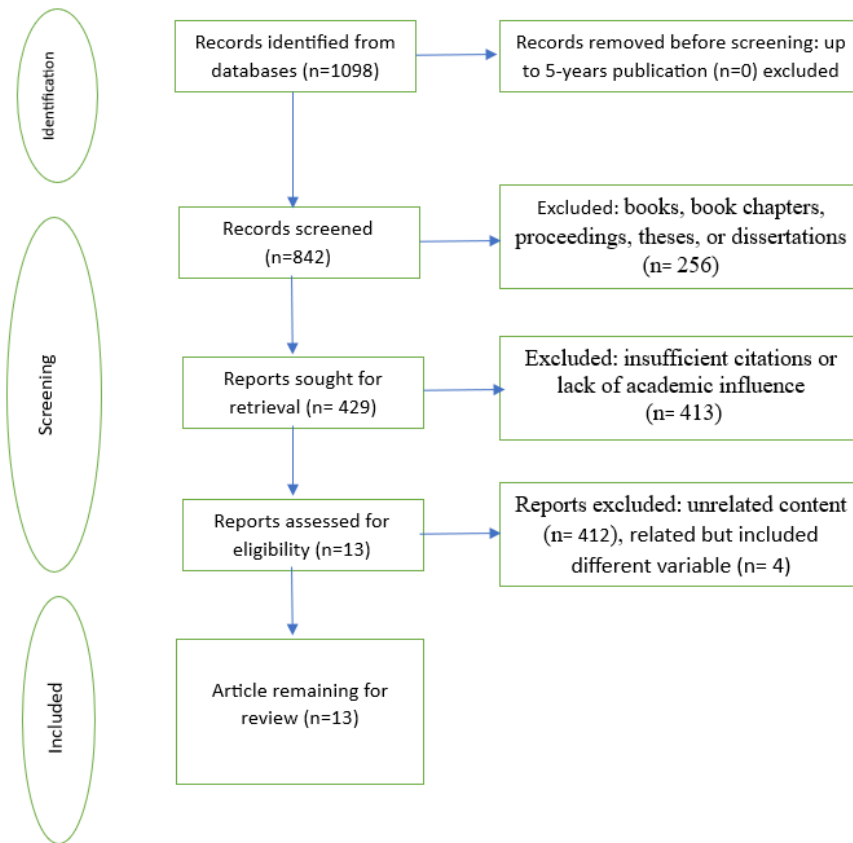 Identification
Records identified from
databases (n=1098)
Records removed before screening: up
to 5-years publication (n=0) excluded
Screening
Records screened
(n=842)
Excluded: books, book chapters,
proceedings, theses, or dissertations
(n= 256)
Reports sought for
retrieval (n= 429)
Excluded: insufficient citations or
lack of academic influence
(n= 413)
Reports assessed for
eligibility (n=13)
Reports excluded: unrelated content
(n= 412), related but included
different variable (n= 4)
Included
Article remaining for
review (n=13)